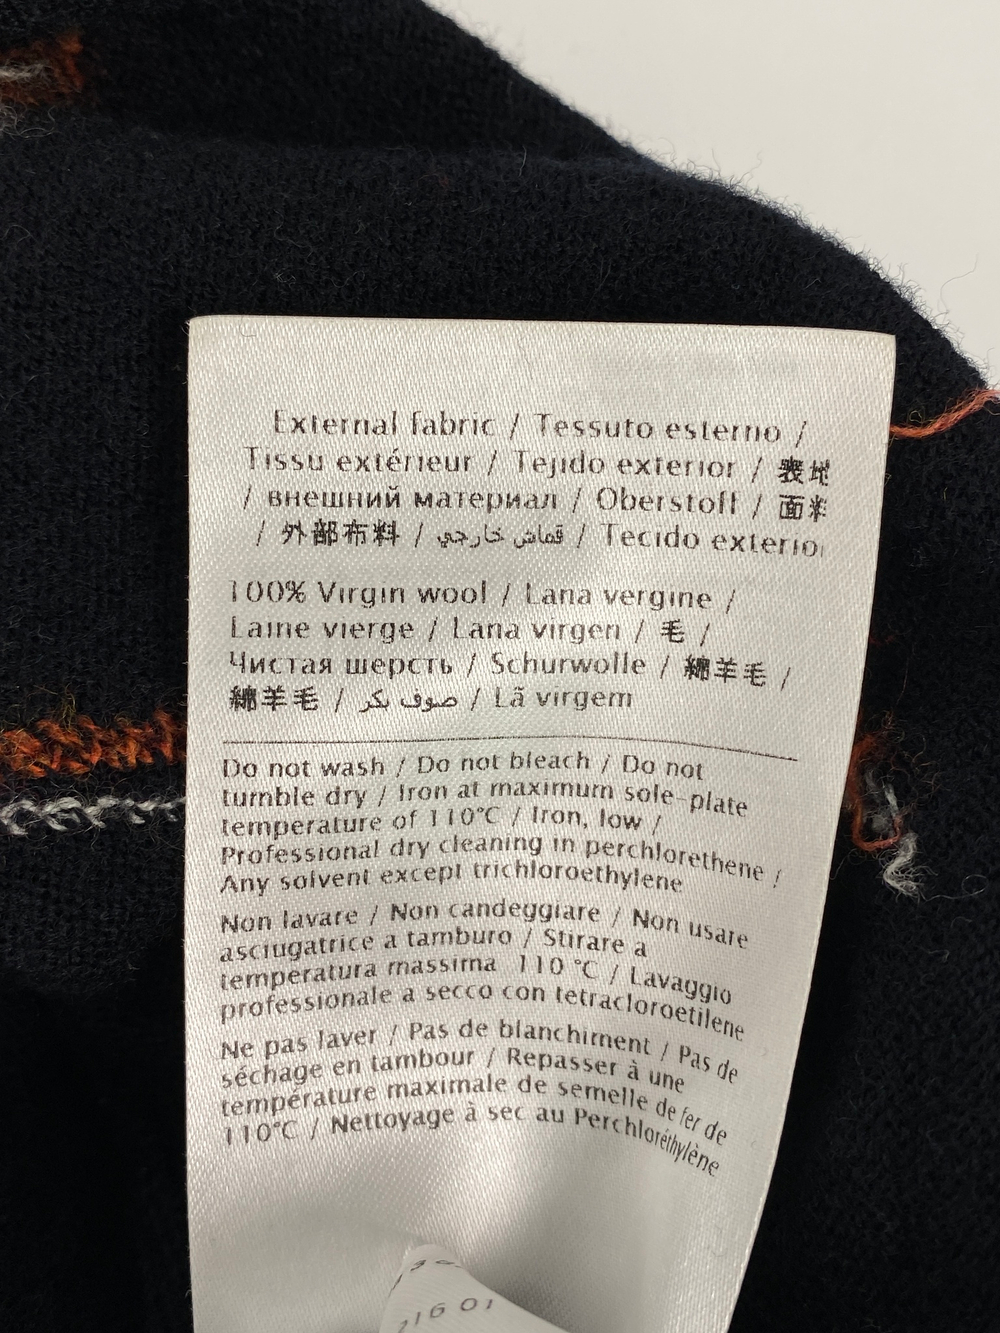 External fabric / Tessuto esterno /
Tissu extérieur / Tejido exterior / 表地
/ внешний материал / Oberstoff / 面料
/ 外部布料 / قماش خارجي / Tecido exterior
100% Virgin wool / Lana vergine /
Laine vierge / Lana virgen / 毛 /
Чистая шерсть / Schurwolle / 綿羊毛 /
綿羊毛 / صوف بكر / Lã virgem
Do not wash / Do not bleach / Do not
tumble dry / Iron at maximum sole-plate
temperature of 110°C / Iron, low /
Professional dry cleaning in perchlorethene /
Any solvent except trichloroethylene
Non lavare / Non candeggiare / Non usare
asciugatrice a tamburo / Stirare a
temperatura massima 110 °C / Lavaggio
professionale a secco con tetracloroetilene
Ne pas laver / Pas de blanchiment / Pas de
séchage en tambour / Repasser à une
température maximale de semelle de fer de
110°C / Nettoyage à sec au Perchloréthylène
216 01